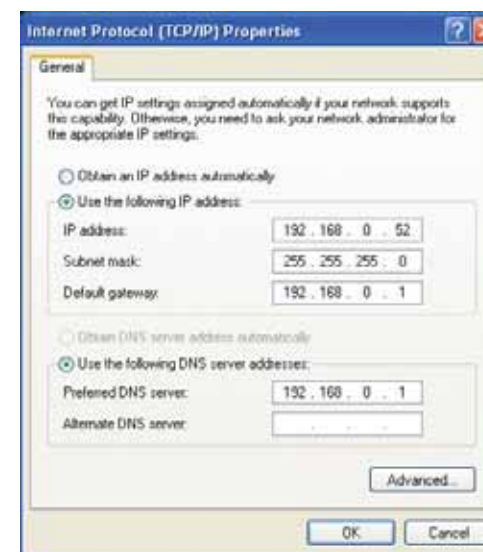 Internet Protocol (TCP/IP) Properties
General
You can get IP settings assigned automatically if your network supports
this capability. Otherwise, you need to ask your network administrator for
the appropriate IP settings.
Obtain an IP address automatically
Use the following IP address:
IP address: 192 . 168 . 0 . 52
Subnet mask: 255 . 255 . 255 . 0
Default gateway: 192 . 168 . 0 . 1
Obtain DNS server address automatically
Use the following DNS server addresses:
Preferred DNS server: 192 . 168 . 0 . 1
Alternate DNS server: . . .
Advanced...
OK Cancel